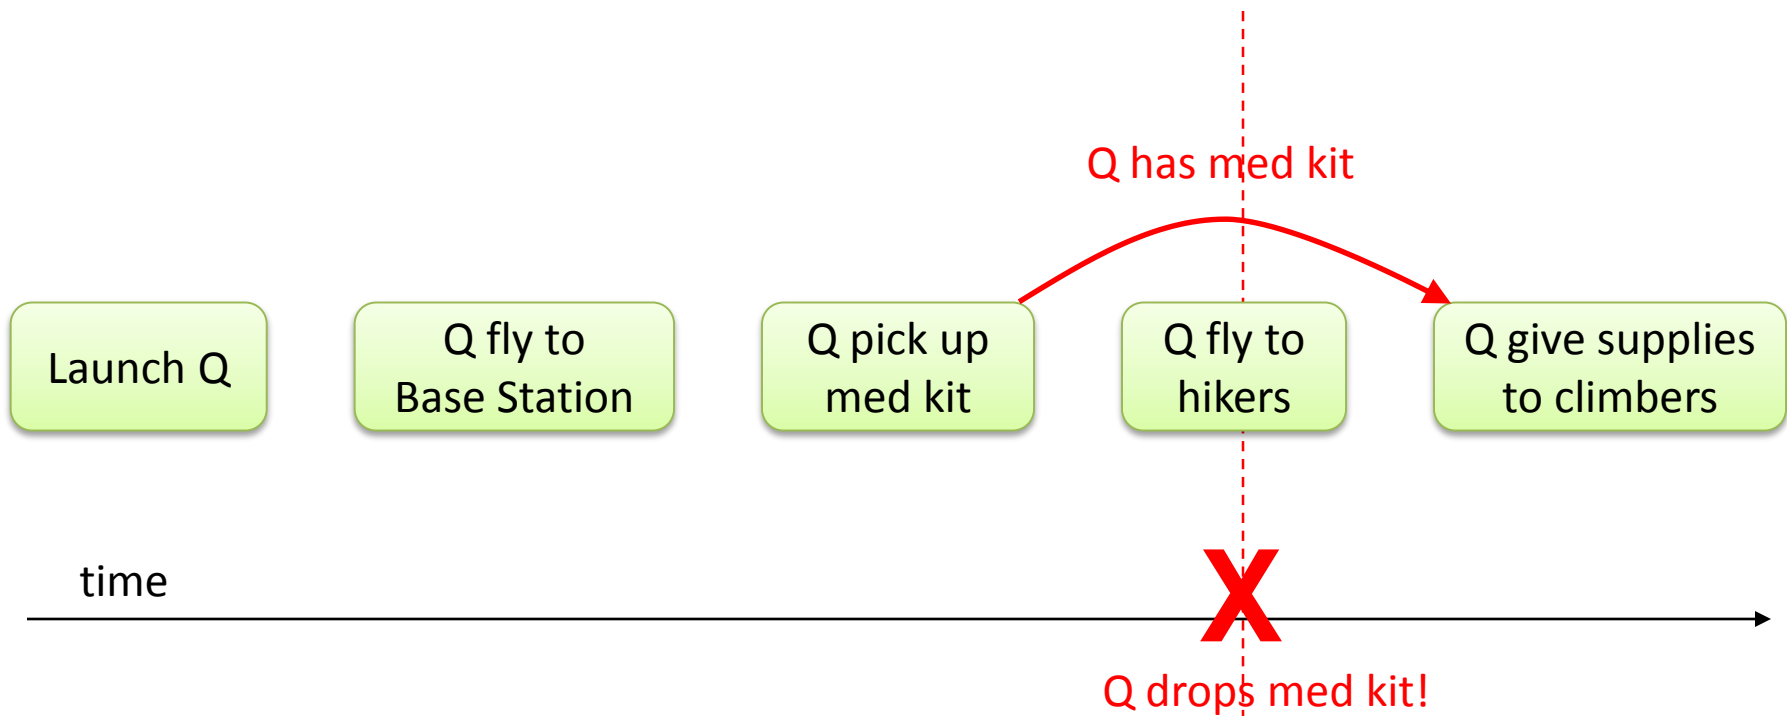 Q has med kit
Launch Q
Q fly to
Base Station
Q pick up
med kit
Q fly to
hikers
Q give supplies
to climbers
time
X
Q drops med kit!